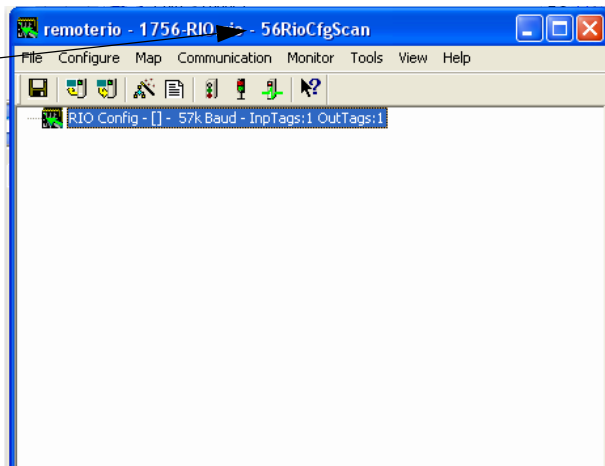 remoterio - 1756-RIO - 56RioCfgScan
File Configure Map Communication Monitor Tools View Help
RIO Config - [] - 57k Baud - InpTags:1 OutTags:1